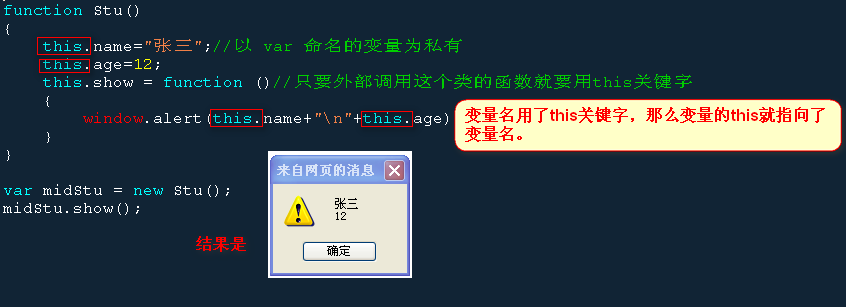 function Stu()
{
this.name="张三";//以 var 命名的变量为私有
this.age=12;
this.show = function ()//只要外部调用这个类的函数就要用this关键字
{
window.alert(this.name+"\n"+this.age)
变量名用了this关键字，那么变量的this就指向了
变量名。
}
}
var midStu = new Stu();
midStu.show();
结果是
来自网页的消息
张三
12
确定